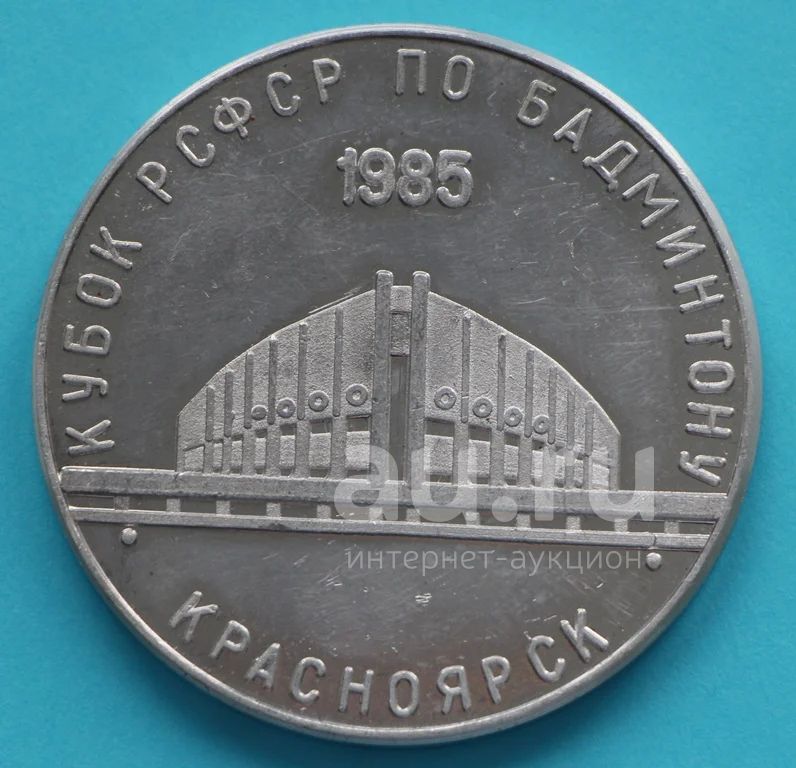 КУБОК РСФСР ПО БАДМИНТОНУ
1985
au.ru
интернет-аукцион
КРАСНОЯРСК